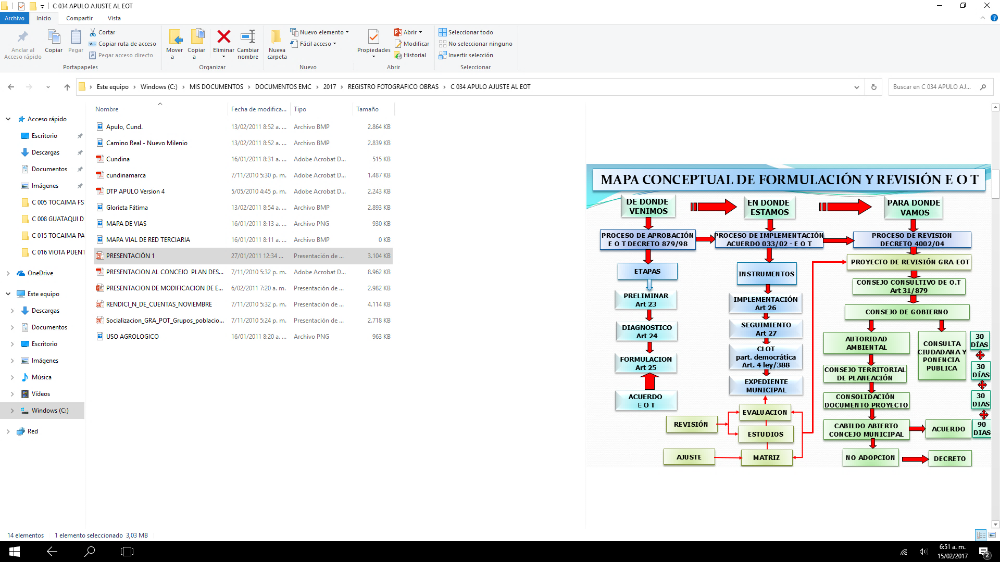 C 034 APULO AJUSTE AL EOT
Archivo Inicio Compartir Vista
Anclar al Acceso rápido
Copiar
Pegar
Cortar
Copiar ruta de acceso
Pegar acceso directo
Portapapeles
Mover a
Copiar a
Eliminar
Cambiar nombre
Organizar
Nueva carpeta
Nuevo elemento
Fácil acceso
Nuevo
Propiedades
Abrir
Modificar
Historial
Abrir
Seleccionar todo
No seleccionar ninguno
Invertir selección
Seleccionar
Este equipo > Windows (C:) > MIS DOCUMENTOS > DOCUMENTOS EMC > 2017 > REGISTRO FOTOGRAFICO OBRAS > C 034 APULO AJUSTE AL EOT
Buscar en C 034 APULO AJ...
Acceso rápido
Escritorio
Descargas
Documentos
Imágenes
C 005 TOCAIMA FS
C 008 GUATAQUI D
C 015 TOCAIMA PA
C 016 VIOTA PUENT
OneDrive
Este equipo
Descargas
Documentos
Escritorio
Imágenes
Música
Vídeos
Windows (C:)
Red
Nombre Fecha de modifica... Tipo Tamaño
Apulo, Cund. 13/02/2011 8:52 a. ... Archivo BMP 2.864 KB
Camino Real - Nuevo Milenio 13/02/2011 8:52 a. ... Archivo BMP 2.839 KB
Cundina 16/01/2011 8:31 a. ... Adobe Acrobat D... 515 KB
cundinamarca 7/11/2010 5:30 p. m. Adobe Acrobat D... 1.487 KB
DTP APULO Version 4 5/05/2010 4:45 p. m. Adobe Acrobat D... 2.243 KB
Glorieta Fátima 13/02/2011 8:54 a. ... Archivo BMP 2.893 KB
MAPA DE VIAS 16/01/2011 8:13 a. ... Archivo PNG 930 KB
MAPA VIAL DE RED TERCIARIA 16/01/2011 8:11 a. ... Archivo BMP 0 KB
PRESENTACIÓN 1 27/01/2011 12:34 ... Presentación de ... 3.104 KB
PRESENTACION AL CONCEJO PLAN DES... 7/11/2010 5:32 p. m. Adobe Acrobat D... 8.962 KB
PRESENTACION DE MODIFICACION DE E... 6/02/2011 7:20 a. m. Presentación de ... 2.982 KB
RENDICI_N_DE_CUENTAS_NOVIEMBRE 7/11/2010 5:32 p. m. Presentación de ... 4.114 KB
Socializacion_GRA_POT_Grupos_poblacio... 7/11/2010 5:24 p. m. Presentación de ... 2.718 KB
USO AGROLOGICO 16/01/2011 8:20 a. ... Archivo PNG 963 KB
MAPA CONCEPTUAL DE FORMULACIÓN Y REVISIÓN E O T
DE DONDE
VENIMOS
PROCESO DE APROBACIÓN
E O T DECRETO 879/98
ETAPAS
PRELIMINAR
Art 23
DIAGNOSTICO
Art 24
FORMULACION
Art 25
ACUERDO
E O T
EN DONDE
ESTAMOS
PROCESO DE IMPLEMENTACIÓN
ACUERDO 033/02 - E O T
INSTRUMENTOS
IMPLEMENTACIÓN
Art 26
SEGUIMIENTO
Art 27
CLOT
part. democrática
Art. 4 ley/388
EXPEDIENTE
MUNICIPAL
EVALUACION
REVISIÓN
ESTUDIOS
AJUSTE
MATRIZ
PARA DONDE
VAMOS
PROCESO DE REVISION
DECRETO 4002/04
PROYECTO DE REVISIÓN GRA-EOT
CONSEJO CONSULTIVO DE O.T
Art 31/879
CONSEJO DE GOBIERNO
AUTORIDAD
AMBIENTAL
CONSEJO TERRITORIAL
DE PLANEACIÓN
CONSOLIDACIÓN
DOCUMENTO PROYECTO
CABILDO ABIERTO
CONCEJO MUNICIPAL
ACUERDO
NO ADOPCION
DECRETO
CONSULTA
CIUDADANA Y
PONENCIA
PUBLICA
30
DÍAS
30
DÍAS
30
DIAS
90
DIAS
14 elementos 1 elemento seleccionado 3,03 MB
6:51 a. m.
15/02/2017
2